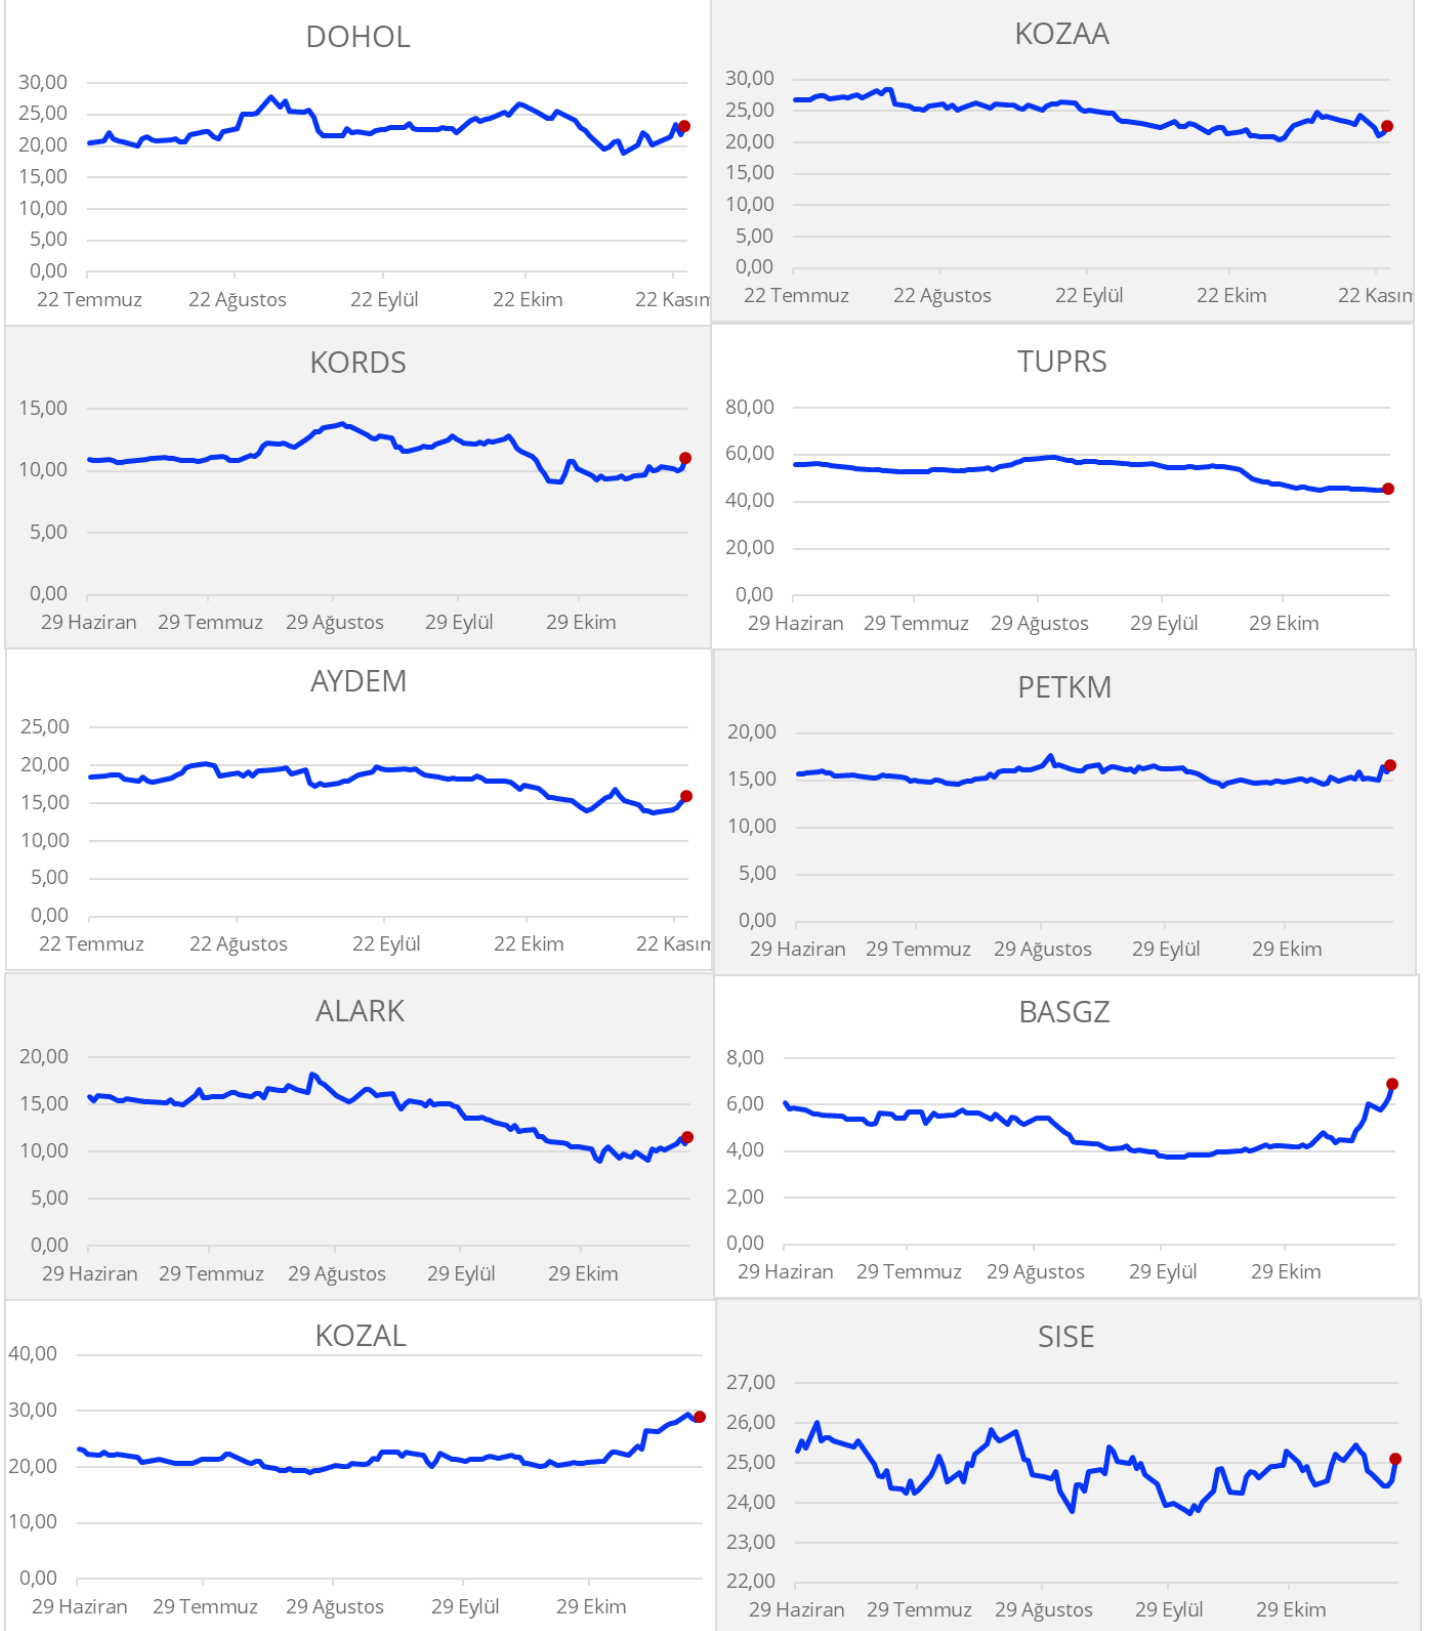 DOHOL
30,00
25,00
20,00
15,00
10,00
5,00
0,00
22 Temmuz 22 Ağustos 22 Eylül 22 Ekim 22 Kasım
KOZAA
30,00
25,00
20,00
15,00
10,00
5,00
0,00
22 Temmuz 22 Ağustos 22 Eylül 22 Ekim 22 Kasım
KORDS
15,00
10,00
5,00
0,00
29 Haziran 29 Temmuz 29 Ağustos 29 Eylül 29 Ekim
TUPRS
80,00
60,00
40,00
20,00
0,00
29 Haziran 29 Temmuz 29 Ağustos 29 Eylül 29 Ekim
AYDEM
25,00
20,00
15,00
10,00
5,00
0,00
22 Temmuz 22 Ağustos 22 Eylül 22 Ekim 22 Kasım
PETKM
20,00
15,00
10,00
5,00
0,00
29 Haziran 29 Temmuz 29 Ağustos 29 Eylül 29 Ekim
ALARK
20,00
15,00
10,00
5,00
0,00
29 Haziran 29 Temmuz 29 Ağustos 29 Eylül 29 Ekim
BASGZ
8,00
6,00
4,00
2,00
0,00
29 Haziran 29 Temmuz 29 Ağustos 29 Eylül 29 Ekim
KOZAL
40,00
30,00
20,00
10,00
0,00
29 Haziran 29 Temmuz 29 Ağustos 29 Eylül 29 Ekim
SISE
27,00
26,00
25,00
24,00
23,00
22,00
29 Haziran 29 Temmuz 29 Ağustos 29 Eylül 29 Ekim